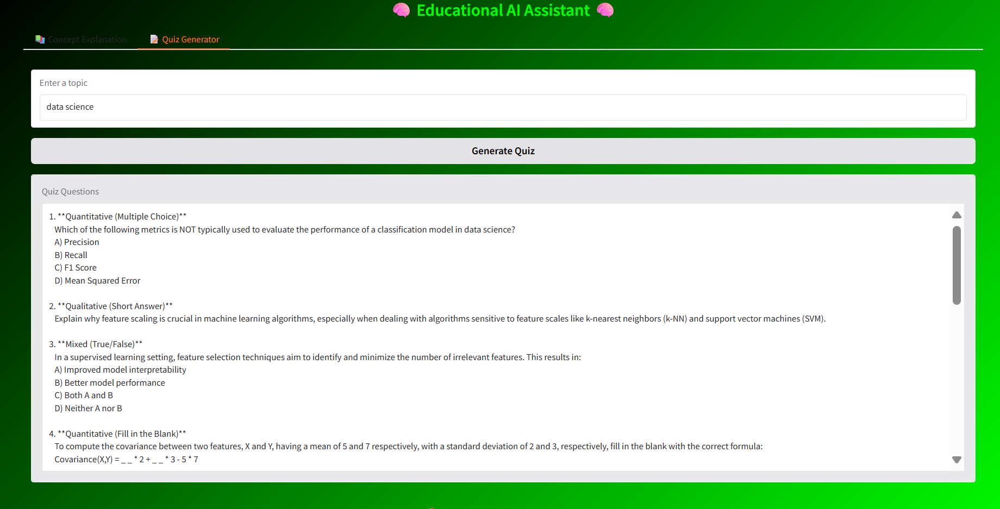 🧠 Educational AI Assistant 🧠
📚 Concept Explanation
📝 Quiz Generator
Enter a topic
data science
Generate Quiz
Quiz Questions
1. **Quantitative (Multiple Choice)**
Which of the following metrics is NOT typically used to evaluate the performance of a classification model in data science?
A) Precision
B) Recall
C) F1 Score
D) Mean Squared Error
2. **Qualitative (Short Answer)**
Explain why feature scaling is crucial in machine learning algorithms, especially when dealing with algorithms sensitive to feature scales like k-nearest neighbors (k-NN) and support vector machines (SVM).
3. **Mixed (True/False)**
In a supervised learning setting, feature selection techniques aim to identify and minimize the number of irrelevant features. This results in:
A) Improved model interpretability
B) Better model performance
C) Both A and B
D) Neither A nor B
4. **Quantitative (Fill in the Blank)**
To compute the covariance between two features, X and Y, having a mean of 5 and 7 respectively, with a standard deviation of 2 and 3, respectively, fill in the blank with the correct formula:
Covariance(X,Y) = _ _ * 2 + _ _ * 3 - 5 * 7